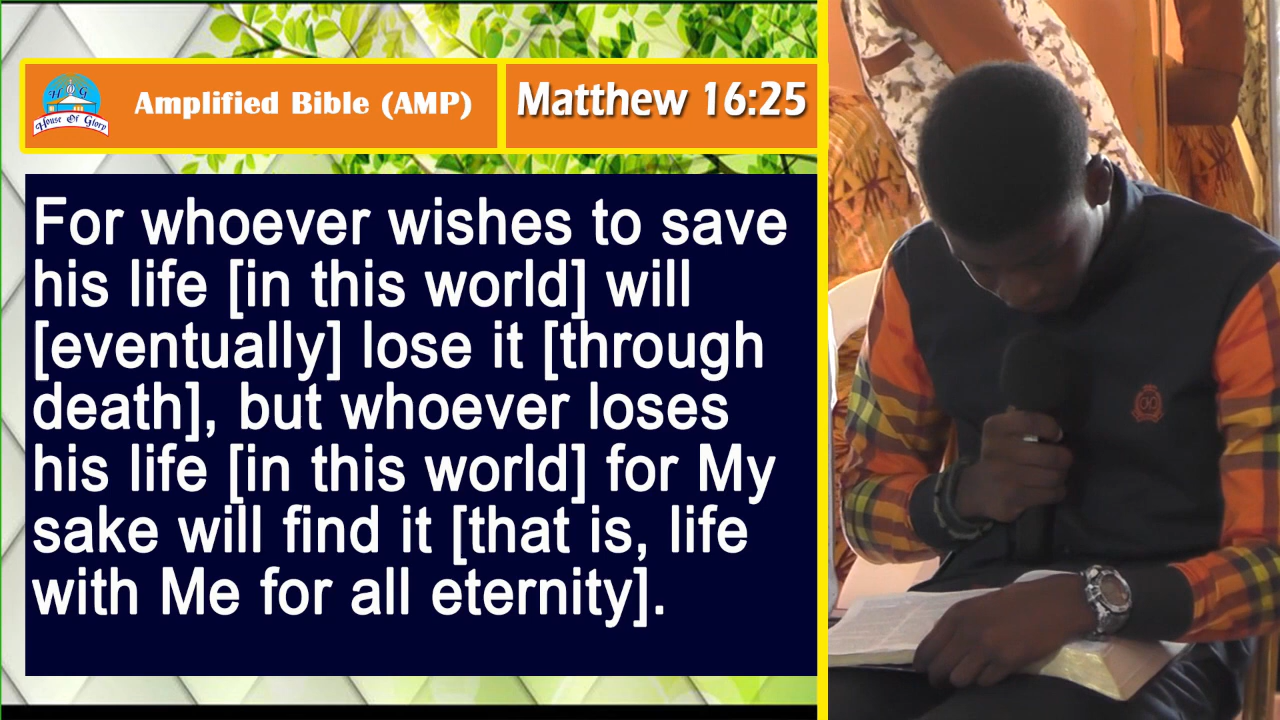 H @ G
House Of Glory
Amplified Bible (AMP)
Matthew 16:25
For whoever wishes to save
his life [in this world] will
[eventually] lose it [through
death], but whoever loses
his life [in this world] for My
sake will find it [that is, life
with Me for all eternity].